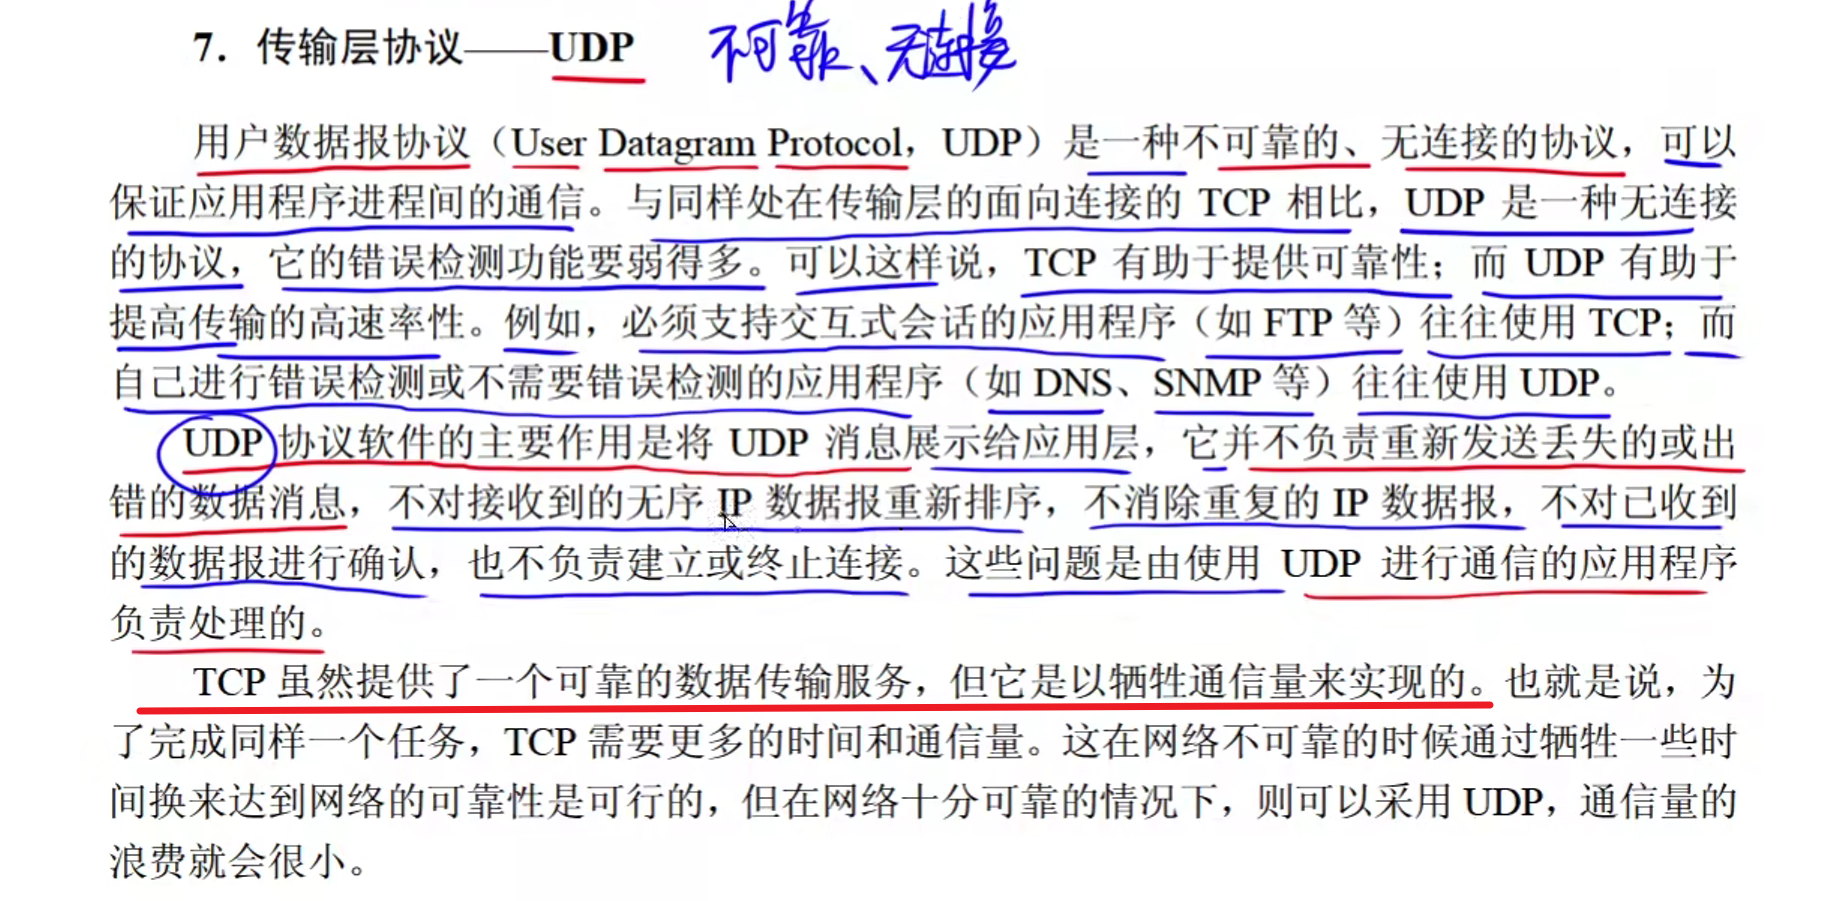 7. 传输层协议——UDP 不可靠、无连接
用户数据报协议（User Datagram Protocol，UDP）是一种不可靠的、无连接的协议，可以
保证应用程序进程间的通信。与同样处在传输层的面向连接的 TCP 相比，UDP 是一种无连接
的协议，它的错误检测功能要弱得多。可以这样说，TCP 有助于提供可靠性；而 UDP 有助于
提高传输的高速率性。例如，必须支持交互式会话的应用程序（如 FTP 等）往往使用 TCP；而
自己进行错误检测或不需要错误检测的应用程序（如 DNS、SNMP 等）往往使用 UDP。
UDP 协议软件的主要作用是将 UDP 消息展示给应用层，它并不负责重新发送丢失的或出
错的数据消息，不对接收到的无序 IP 数据报重新排序，不消除重复的 IP 数据报，不对已收到
的数据报进行确认，也不负责建立或终止连接。这些问题是由使用 UDP 进行通信的应用程序
负责处理的。
TCP 虽然提供了一个可靠的数据传输服务，但它是以牺牲通信量来实现的。也就是说，为
了完成同样一个任务，TCP 需要更多的时间和通信量。这在网络不可靠的时候通过牺牲一些时
间换来达到网络的可靠性是可行的，但在网络十分可靠的情况下，则可以采用 UDP，通信量的
浪费就会很小。